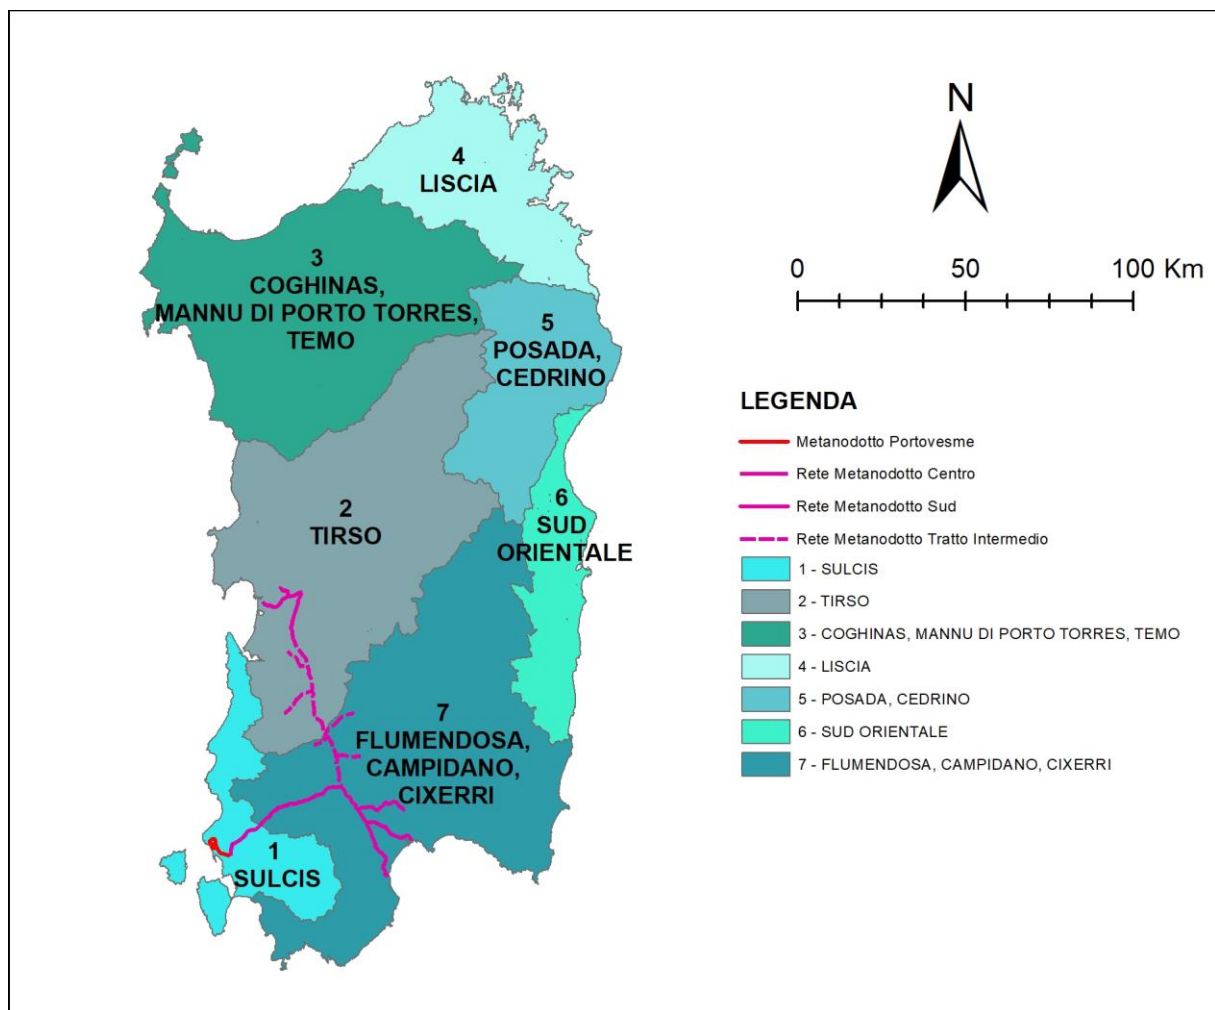 N
0 50 100 Km
4
LISCIA
3
COGHINAS,
MANNU DI PORTO TORRES,
TEMO
5
POSADA,
CEDRINO
2
TIRSO
6
SUD
ORIENTALE
7
FLUMENDOSA,
CAMPIDANO,
CIXERRI
1
SULCIS
LEGENDA
Metanodotto Portovesme
Rete Metanodotto Centro
Rete Metanodotto Sud
Rete Metanodotto Tratto Intermedio
1 - SULCIS
2 - TIRSO
3 - COGHINAS, MANNU DI PORTO TORRES, TEMO
4 - LISCIA
5 - POSADA, CEDRINO
6 - SUD ORIENTALE
7 - FLUMENDOSA, CAMPIDANO, CIXERRI